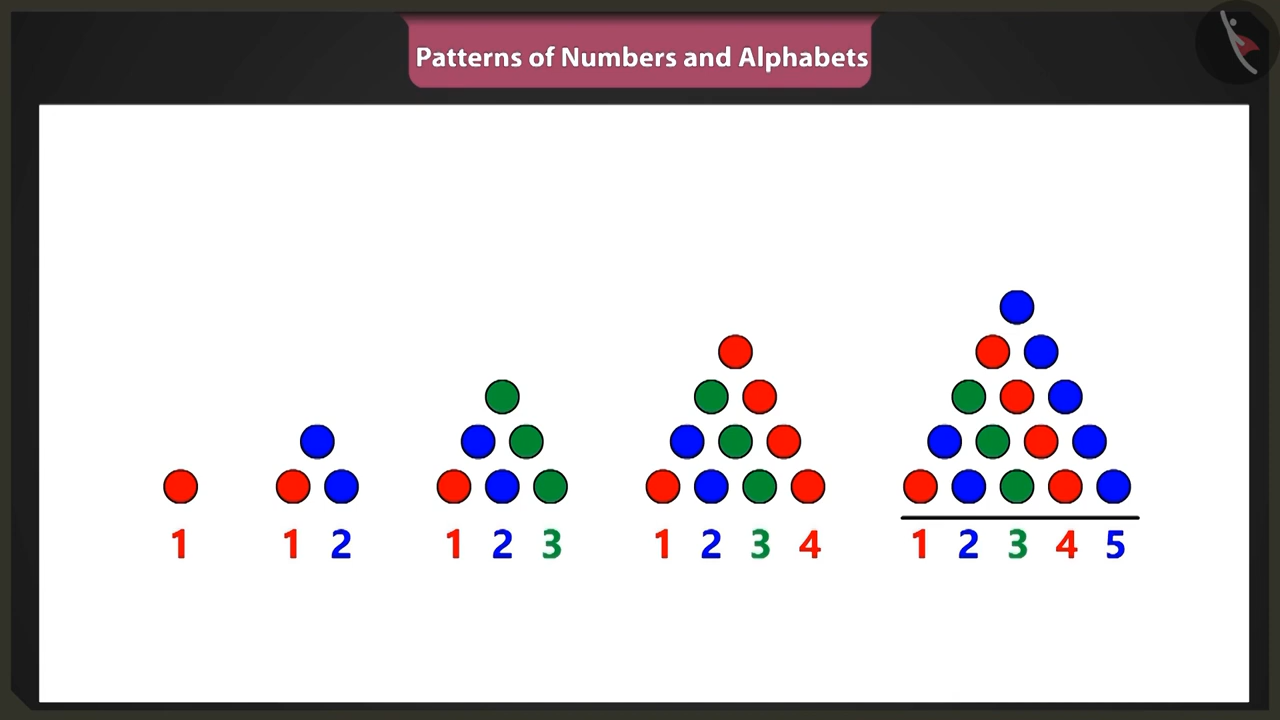 Patterns of Numbers and Alphabets
1 1 2 1 2 3 1 2 3 4 1 2 3 4 5